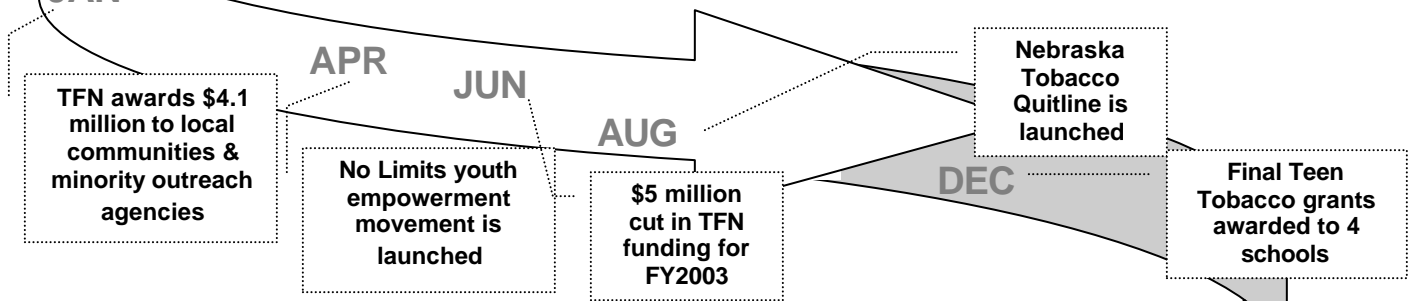 JAN
TFN awards $4.1
million to local
communities &
minority outreach
agencies
APR
No Limits youth
empowerment
movement is
launched
JUN
$5 million
cut in TFN
funding for
FY2003
AUG
Nebraska
Tobacco
Quitline is
launched
DEC
Final Teen
Tobacco grants
awarded to 4
schools